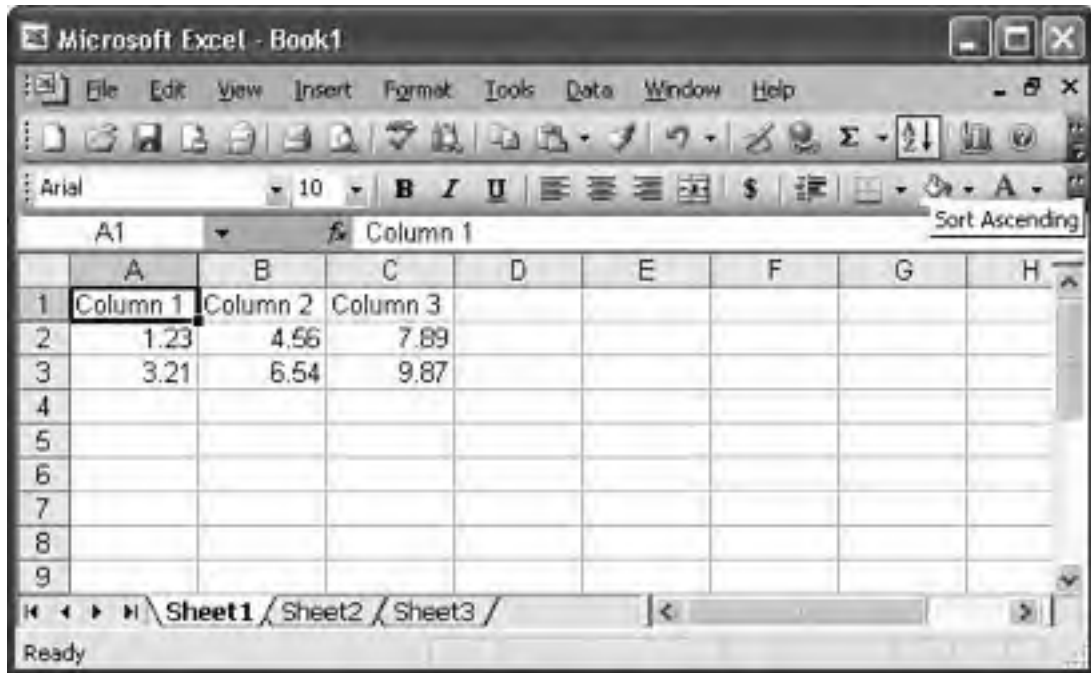 Microsoft Excel - Book1
File Edit View Insert Format Tools Data Window Help
Σ A Z
Arial 10 B I U $ A
Sort Ascending
A1 fx Column 1
A B C D E F G H
1 Column 1 Column 2 Column 3
2 1.23 4.56 7.89
3 3.21 6.54 9.87
4
5
6
7
8
9
Sheet1 Sheet2 Sheet3
Ready